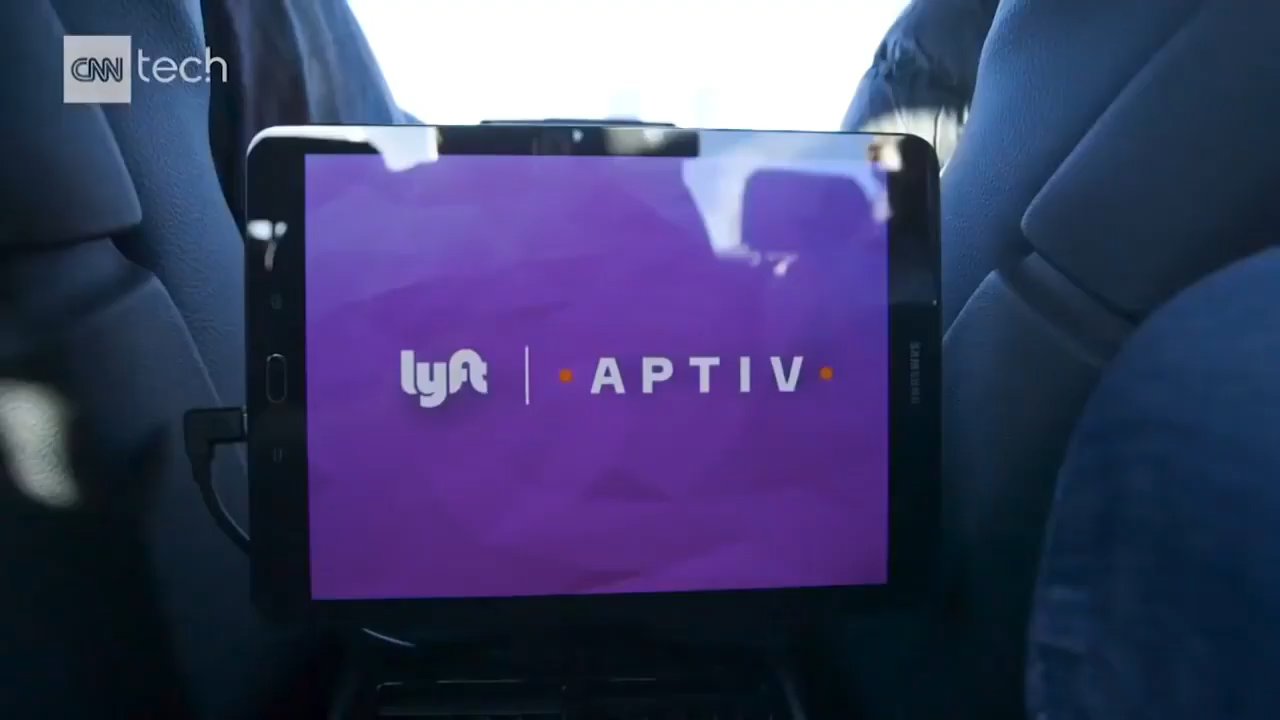 CNN tech
lyft | • APTIV •
SAMSUNG